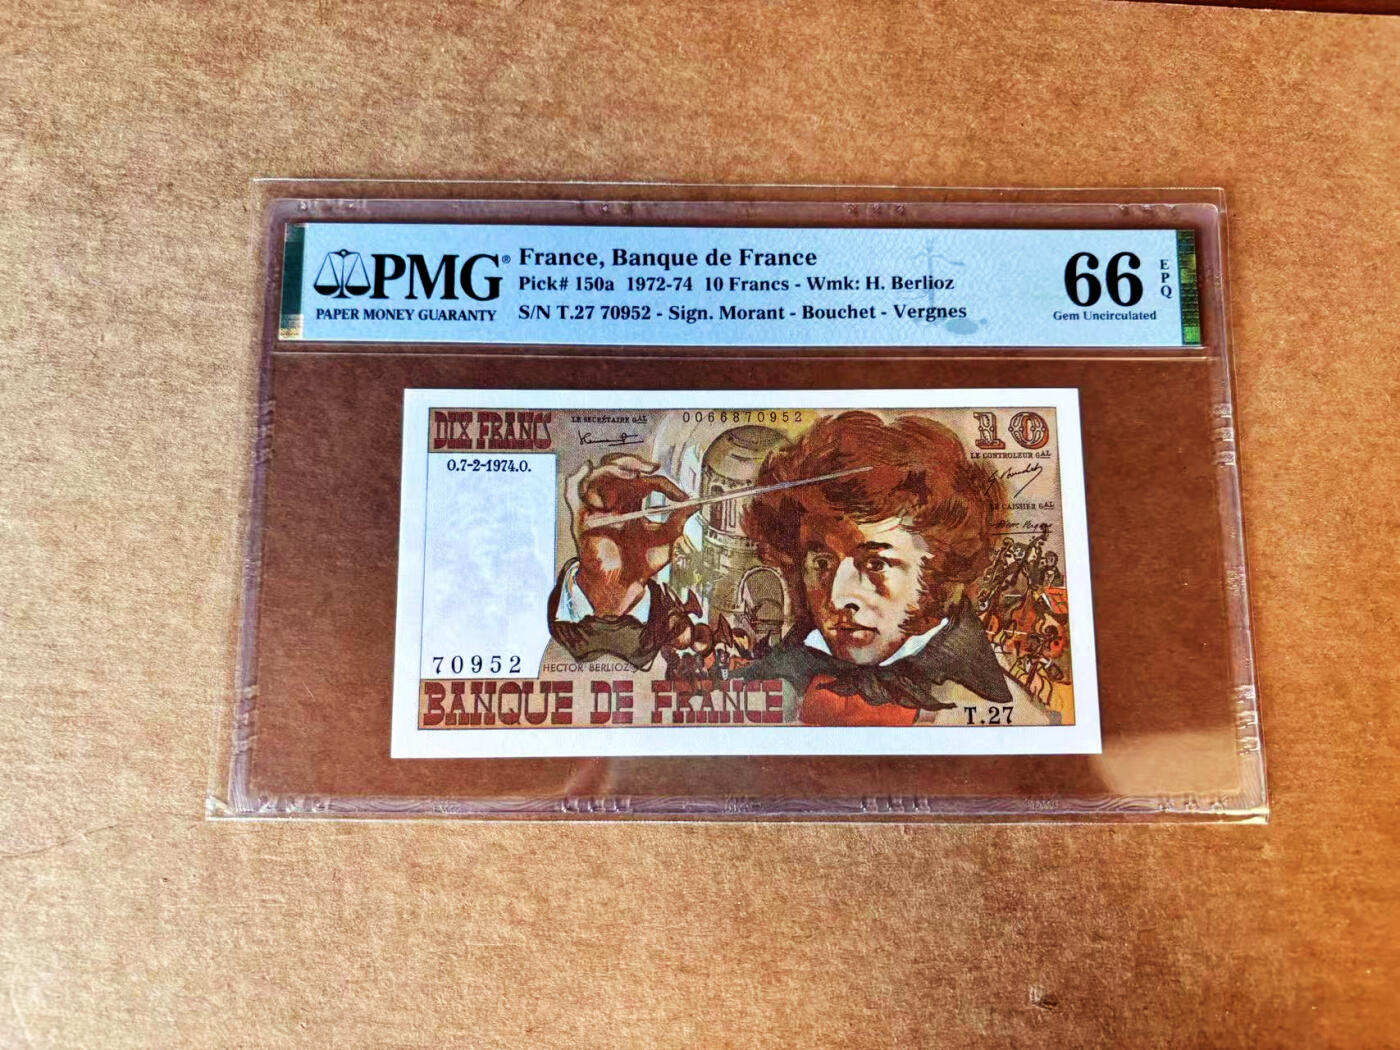 PMG®
PAPER MONEY GUARANTY
France, Banque de France
Pick# 150a 1972-74 10 Francs - Wmk: H. Berlioz
S/N T.27 70952 - Sign. Morant - Bouchet - Vergnes
66
EPQ
Gem Uncirculated
DIX FRANCS
LE SECRÉTAIRE GAL
0066870952
10
LE CONTROLEUR GAL
O.7-2-1974.O.
LE CAISSIER GAL
70952
HECTOR BERLIOZ
BANQUE DE FRANCE
T.27